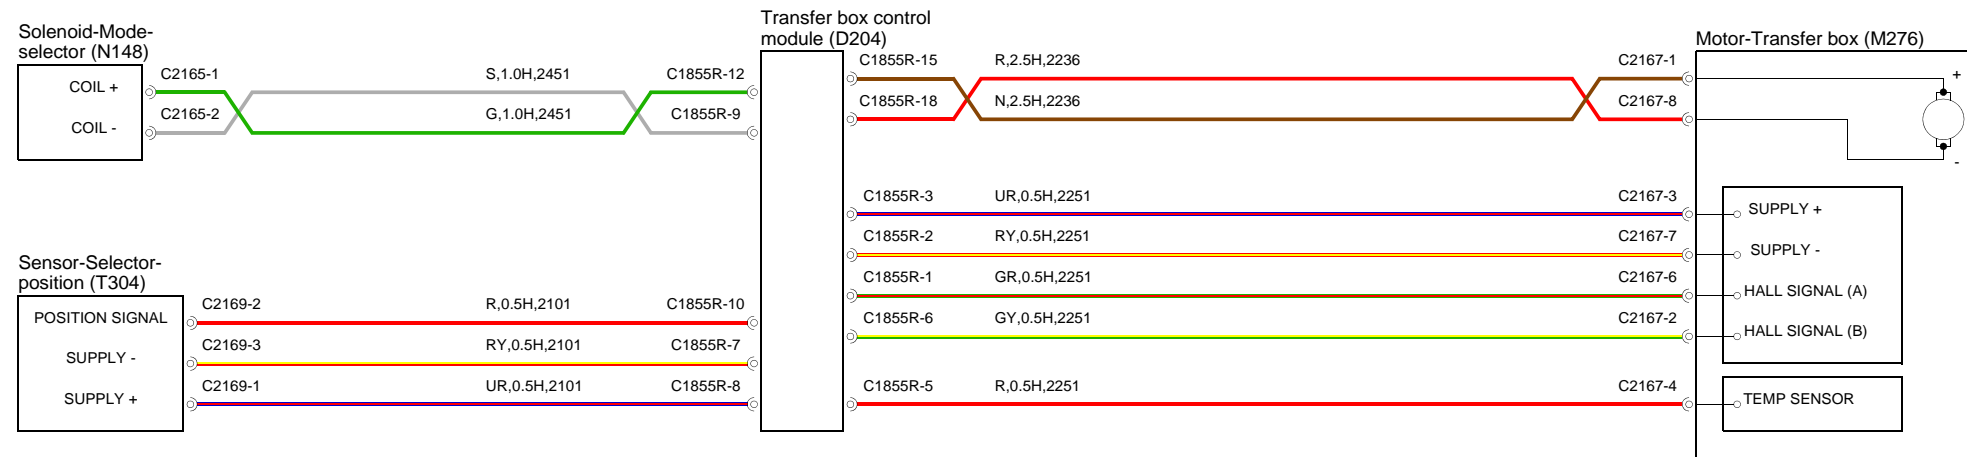 Solenoid-Mode-
selector (N148)
COIL +
COIL -
C2165-1
S,1.0H,2451
C1855R-12
C2165-2
G,1.0H,2451
C1855R-9
Sensor-Selector-
position (T304)
POSITION SIGNAL
SUPPLY -
SUPPLY +
C2169-2
R,0.5H,2101
C1855R-10
C2169-3
RY,0.5H,2101
C1855R-7
C2169-1
UR,0.5H,2101
C1855R-8
Transfer box control
module (D204)
C1855R-15
R,2.5H,2236
C2167-1
C1855R-18
N,2.5H,2236
C2167-8
C1855R-3
UR,0.5H,2251
C2167-3
C1855R-2
RY,0.5H,2251
C2167-7
C1855R-1
GR,0.5H,2251
C2167-6
C1855R-6
GY,0.5H,2251
C2167-2
C1855R-5
R,0.5H,2251
C2167-4
Motor-Transfer box (M276)
+
-
SUPPLY +
SUPPLY -
HALL SIGNAL (A)
HALL SIGNAL (B)
TEMP SENSOR